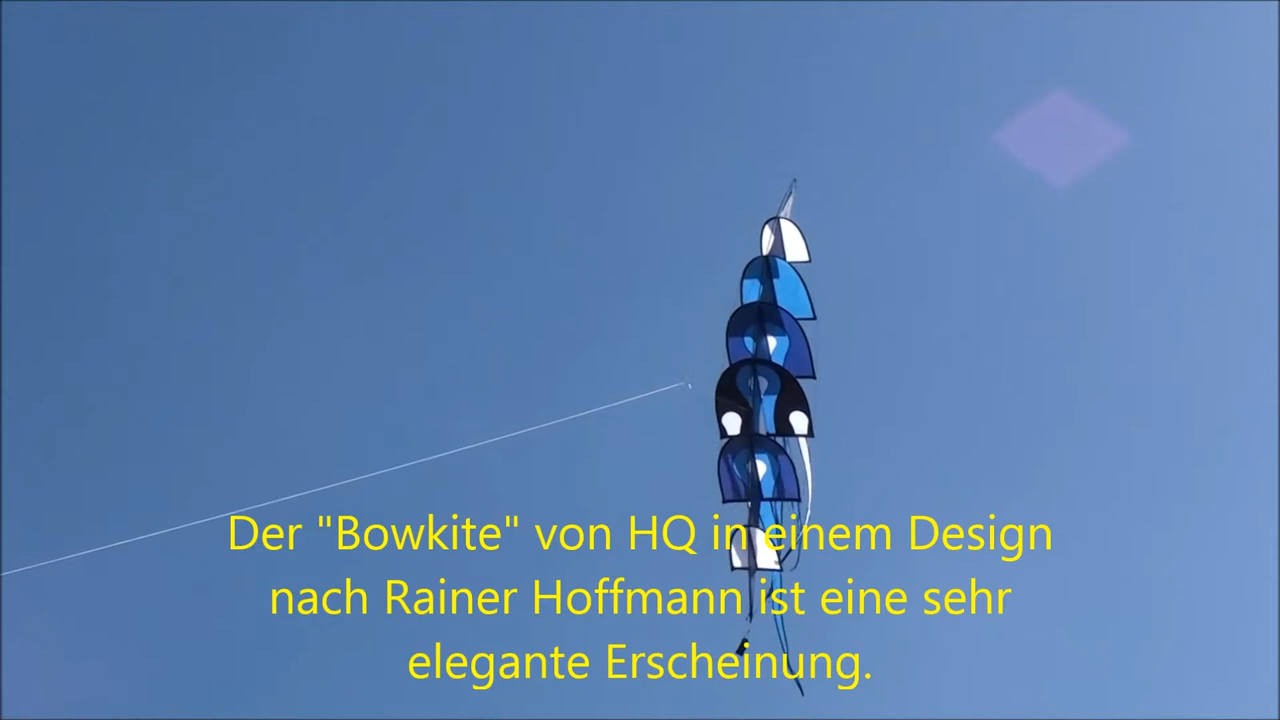 Der "Bowkite" von HQ in einem Design
nach Rainer Hoffmann ist eine sehr
elegante Erscheinung.